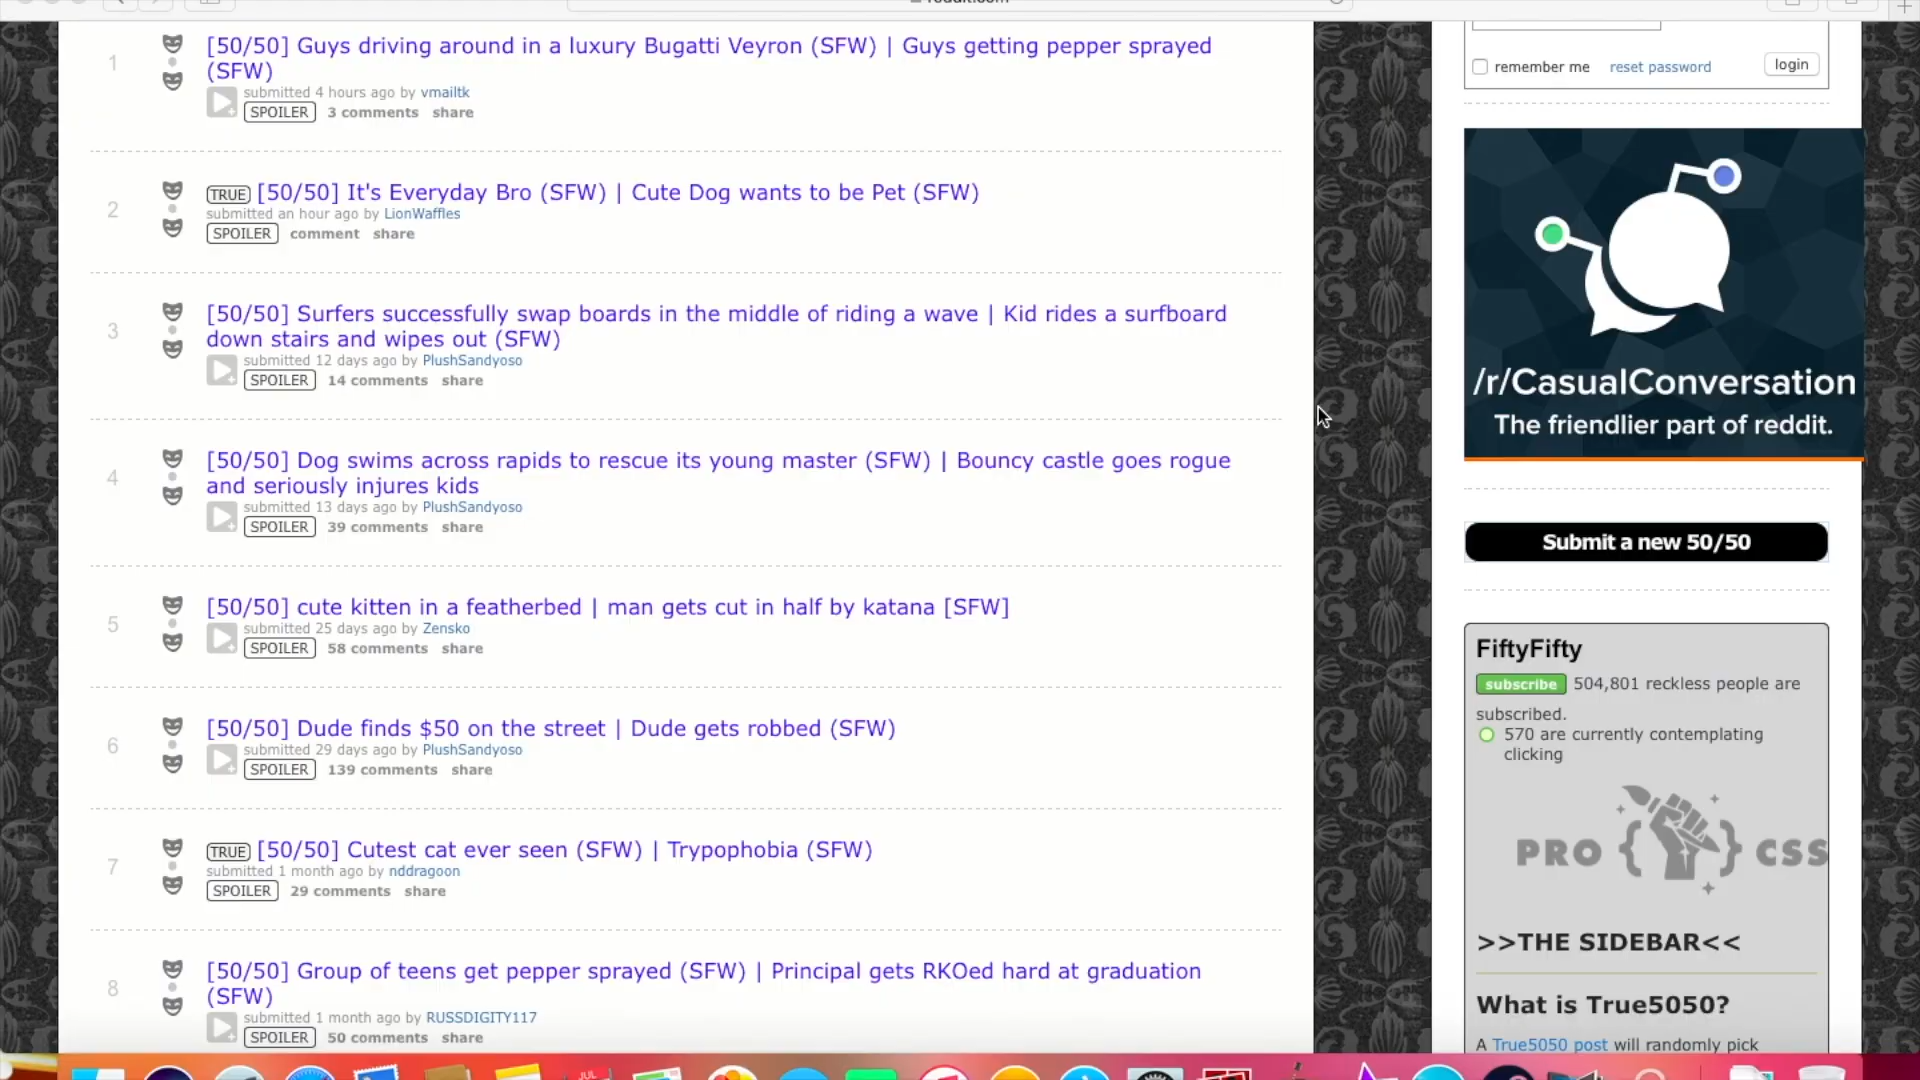 1
[50/50] Guys driving around in a luxury Bugatti Veyron (SFW) | Guys getting pepper sprayed
(SFW)
submitted 4 hours ago by vmailtk
SPOILER 3 comments share
2
TRUE [50/50] It's Everyday Bro (SFW) | Cute Dog wants to be Pet (SFW)
submitted an hour ago by LionWaffles
SPOILER comment share
3
[50/50] Surfers successfully swap boards in the middle of riding a wave | Kid rides a surfboard
down stairs and wipes out (SFW)
submitted 12 days ago by PlushSandyoso
SPOILER 14 comments share
4
[50/50] Dog swims across rapids to rescue its young master (SFW) | Bouncy castle goes rogue
and seriously injures kids
submitted 13 days ago by PlushSandyoso
SPOILER 39 comments share
5
[50/50] cute kitten in a featherbed | man gets cut in half by katana [SFW]
submitted 25 days ago by Zensko
SPOILER 58 comments share
6
[50/50] Dude finds $50 on the street | Dude gets robbed (SFW)
submitted 29 days ago by PlushSandyoso
SPOILER 139 comments share
7
TRUE [50/50] Cutest cat ever seen (SFW) | Trypophobia (SFW)
submitted 1 month ago by nddragoon
SPOILER 29 comments share
8
[50/50] Group of teens get pepper sprayed (SFW) | Principal gets RKOed hard at graduation
(SFW)
submitted 1 month ago by RUSSDIGITY117
SPOILER 50 comments share
remember me reset password login
/r/CasualConversation
The friendlier part of reddit.
Submit a new 50/50
FiftyFifty
subscribe 504,801 reckless people are
subscribed.
570 are currently contemplating
clicking
PRO { } CSS
>>THE SIDEBAR<<
What is True5050?
A True5050 post will randomly pick
JUL